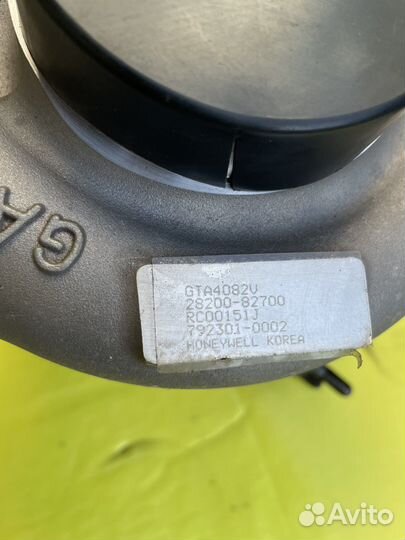 GA
GTA4082V
28200-82700
RC00151J
792301-0002
HONEYWELL KOREA
Avito